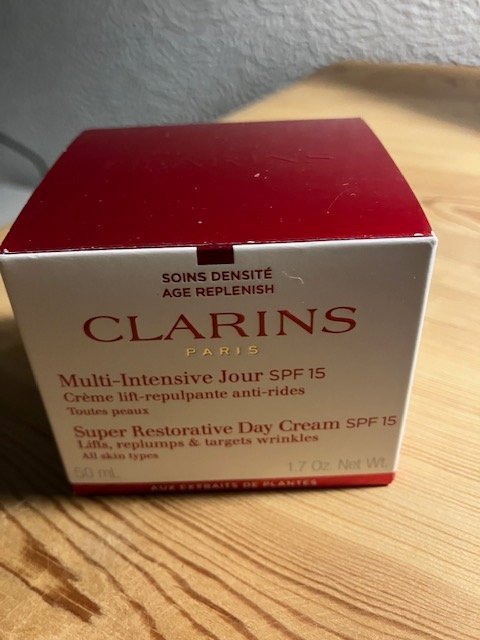 CLARINS
SOINS DENSITÉ
AGE REPLENISH
CLARINS
PARIS
Multi-Intensive Jour SPF 15
Crème lift-repulpante anti-rides
Toutes peaux
Super Restorative Day Cream SPF 15
Lifts, replumps & targets wrinkles
All skin types
50 mL
1.7 Oz. Net Wt.
AUX EXTRAITS DE PLANTES